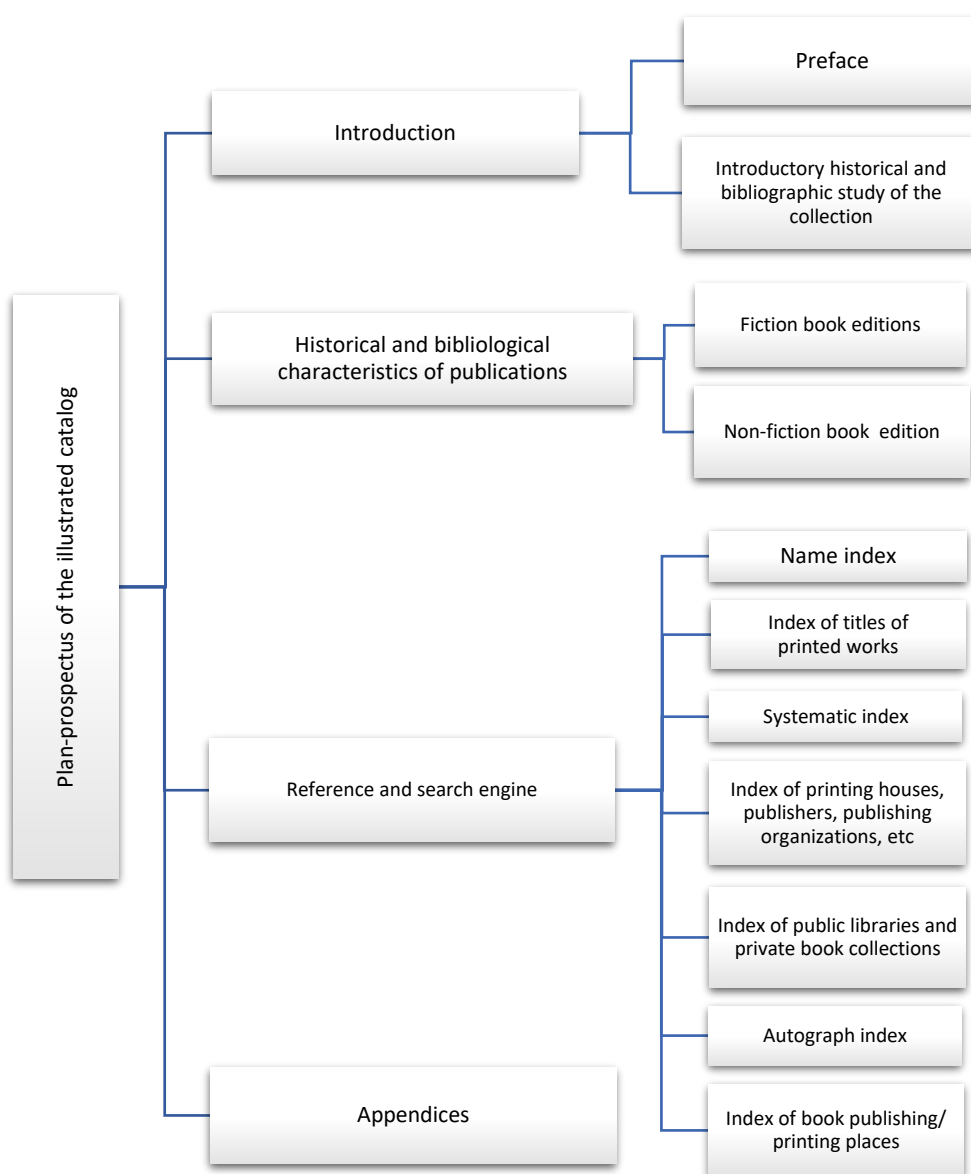 Plan-prospectus of the illustrated catalog
Introduction
Preface
Introductory historical and
bibliographic study of the
collection
Historical and bibliological
characteristics of publications
Fiction book editions
Non-fiction book  edition
Reference and search engine
Name index
Index of titles of
printed works
Systematic index
Index of printing houses,
publishers, publishing
organizations, etc
Index of public libraries and
private book collections
Autograph index
Index of book publishing/
printing places
Appendices